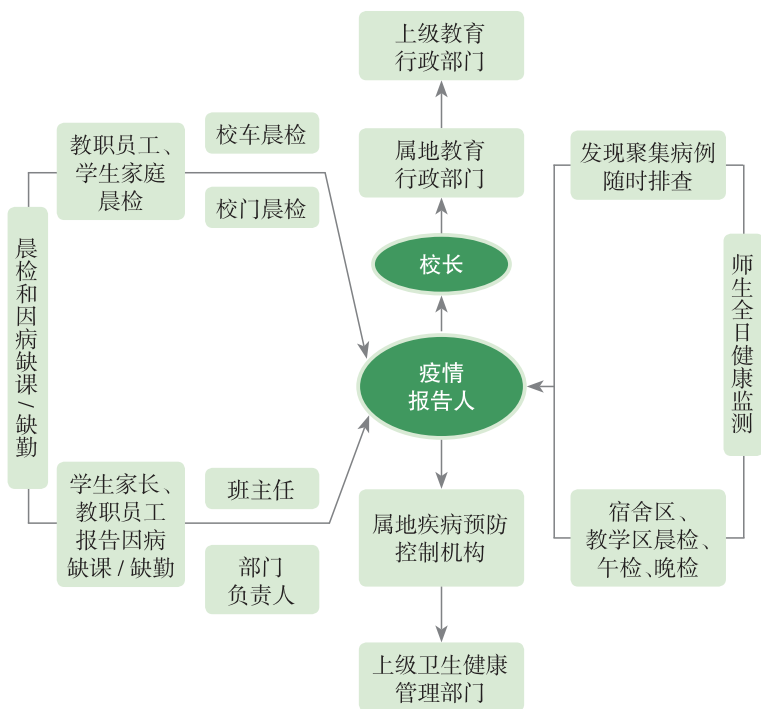 上级教育
行政部门
属地教育
行政部门
校长
疫情
报告人
属地疾病预防
控制机构
上级卫生健康
管理部门
晨检和因病缺课/缺勤
教职员工、
学生家庭
晨检
校车晨检
校门晨检
学生家长、
教职员工
报告因病
缺课/缺勤
班主任
部门
负责人
发现聚集病例
随时排查
师生全日健康监测
宿舍区、
教学区晨检、
午检、晚检